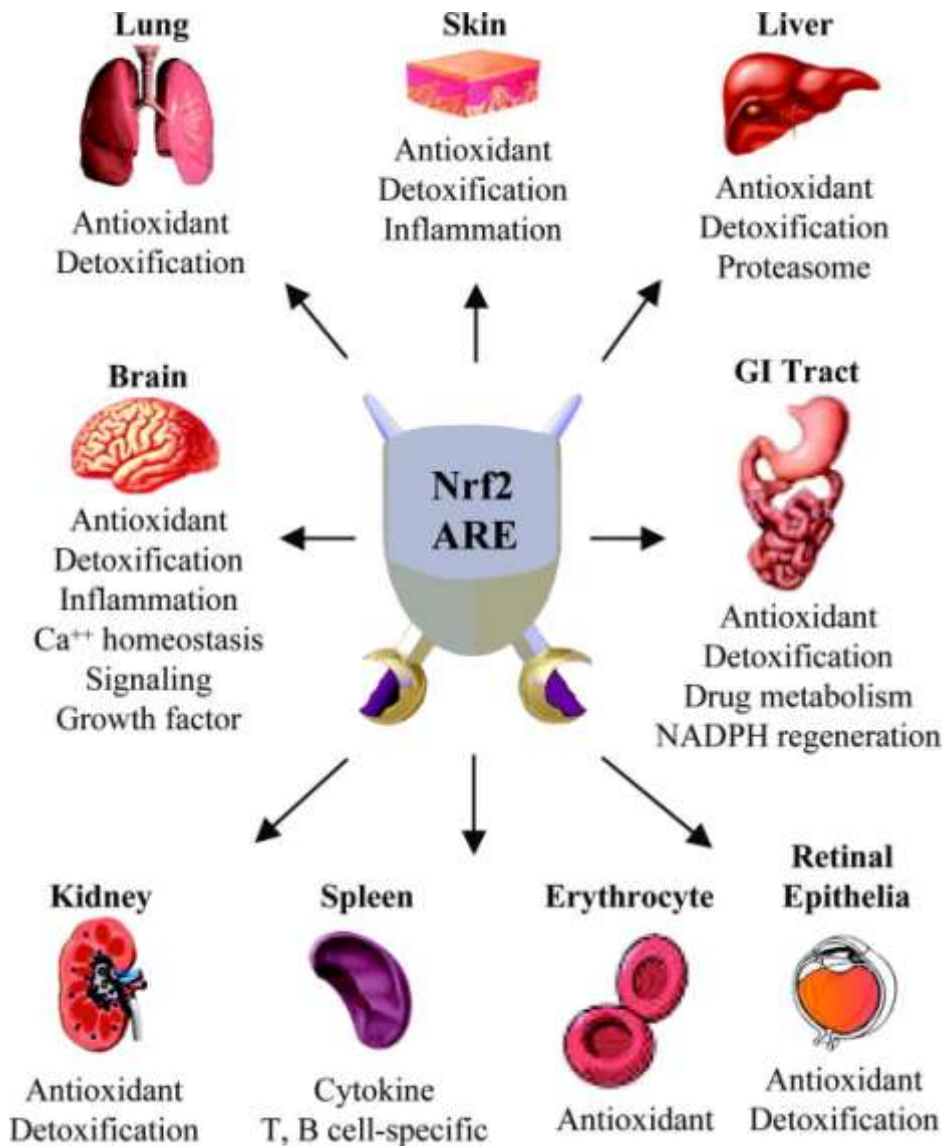 Lung
Antioxidant
Detoxification
Skin
Antioxidant
Detoxification
Inflammation
Liver
Antioxidant
Detoxification
Proteasome
Brain
Antioxidant
Detoxification
Inflammation
Ca⁺⁺ homeostasis
Signaling
Growth factor
Nrf2
ARE
GI Tract
Antioxidant
Detoxification
Drug metabolism
NADPH regeneration
Kidney
Antioxidant
Detoxification
Spleen
Cytokine
T, B cell-specific
Erythrocyte
Antioxidant
Retinal
Epithelia
Antioxidant
Detoxification